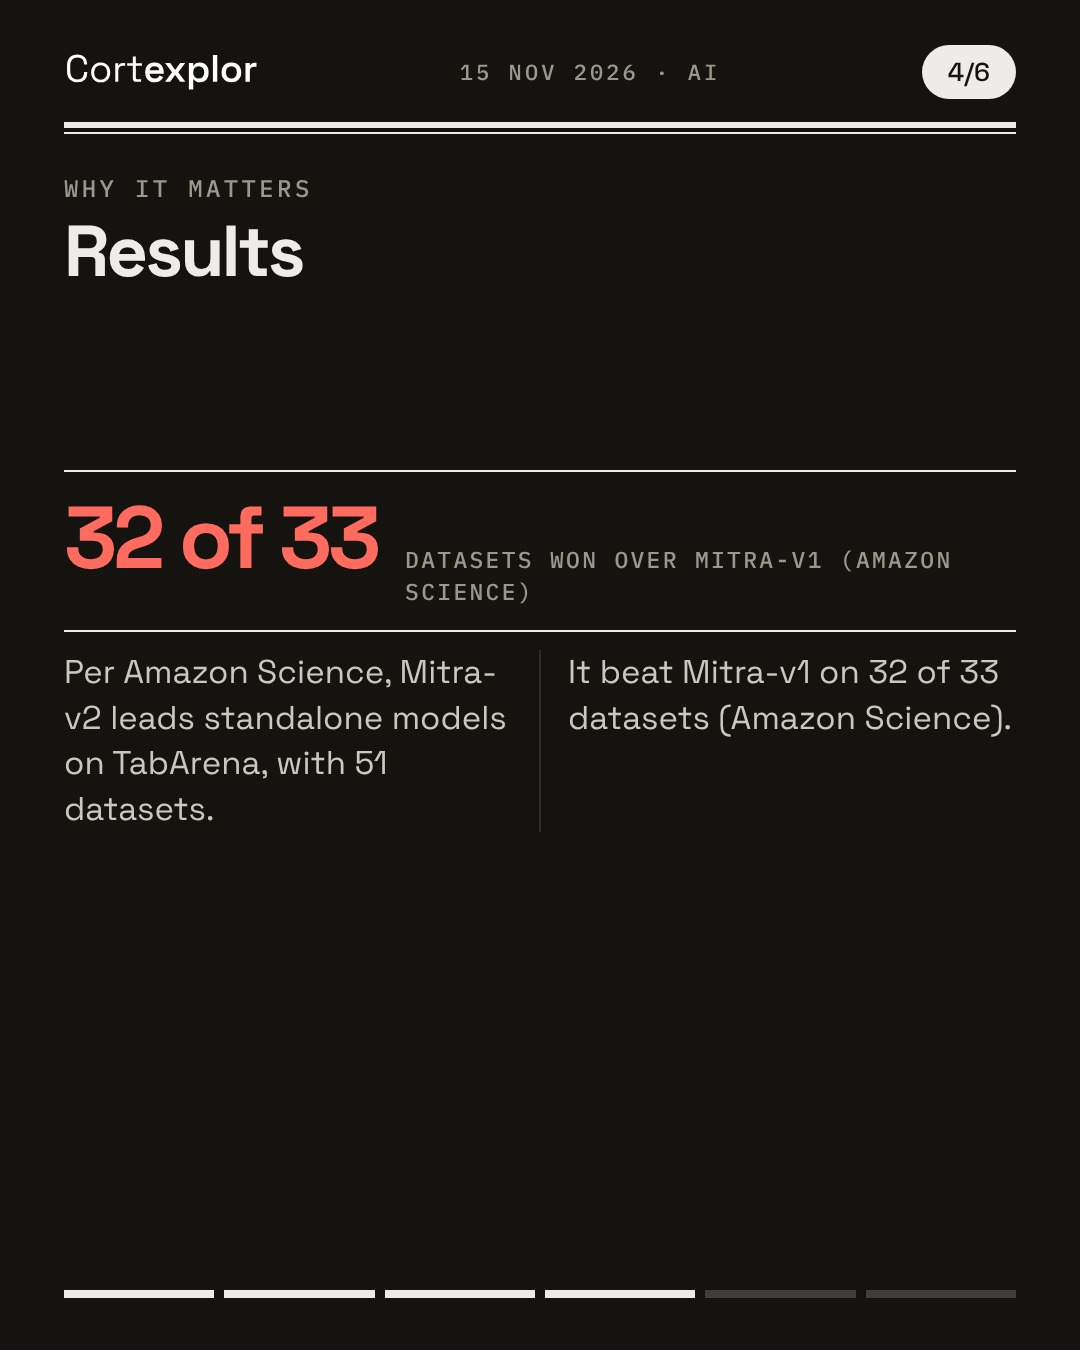 Cortexplor
15 NOV 2026 · AI
4/6
WHY IT MATTERS
Results
32 of 33
DATASETS WON OVER MITRA-V1 (AMAZON
SCIENCE)
Per Amazon Science, Mitra-
v2 leads standalone models
on TabArena, with 51
datasets.
It beat Mitra-v1 on 32 of 33
datasets (Amazon Science).